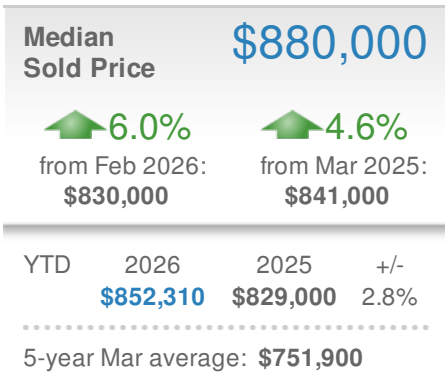 Median $880,000
Sold Price
6.0% 4.6%
from Feb 2026: from Mar 2025:
$830,000 $841,000
YTD 2026 2025 +/-
$852,310 $829,000 2.8%
5-year Mar average: $751,900